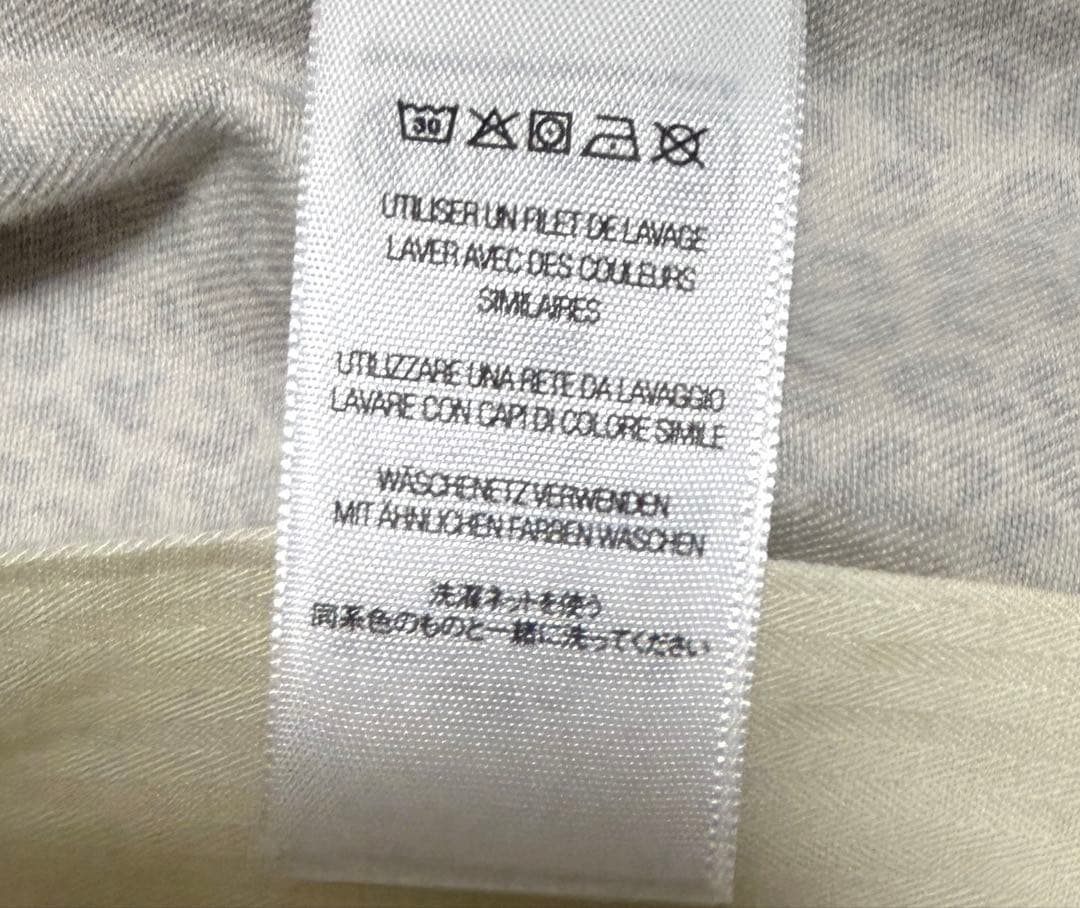 30
UTILISER UN FILET DE LAVAGE
LAVER AVEC DES COULEURS
SIMILAIRES
UTILIZZARE UNA RETE DA LAVAGGIO
LAVARE CON CAPI DI COLORE SIMILE
WÄSCHENETZ VERWENDEN
MIT ÄHNLICHEN FARBEN WASCHEN
洗濯ネットを使う
同系色のものと一緒に洗ってください